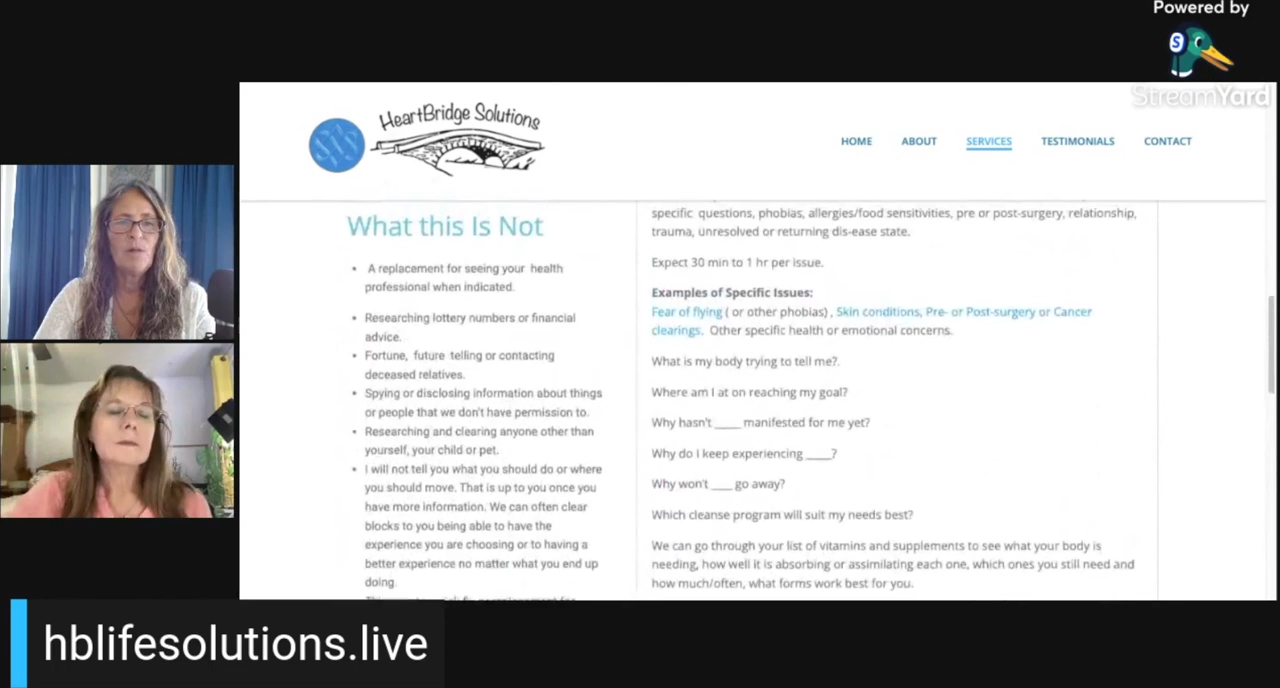 Powered by
StreamYard
HeartBridge Solutions
HOME
ABOUT
SERVICES
TESTIMONIALS
CONTACT
What this Is Not
• A replacement for seeing your health
professional when indicated.
• Researching lottery numbers or financial
advice.
• Fortune, future telling or contacting
deceased relatives.
• Spying or disclosing information about things
or people that we don't have permission to.
• Researching and clearing anyone other than
yourself, your child or pet.
• I will not tell you what you should do or where
you should move. That is up to you once you
have more information. We can often clear
blocks to you being able to have the
experience you are choosing or to having a
better experience no matter what you end up
doing.
specific questions, phobias, allergies/food sensitivities, pre or post-surgery, relationship,
trauma, unresolved or returning dis-ease state.
Expect 30 min to 1 hr per issue.
Examples of Specific Issues:
Fear of flying ( or other phobias) , Skin conditions, Pre- or Post-surgery or Cancer
clearings. Other specific health or emotional concerns.
What is my body trying to tell me?.
Where am I at on reaching my goal?
Why hasn't ____ manifested for me yet?
Why do I keep experiencing ____?
Why won't ____ go away?
Which cleanse program will suit my needs best?
We can go through your list of vitamins and supplements to see what your body is
needing, how well it is absorbing or assimilating each one, which ones you still need and
how much/often, what forms work best for you.
hblifesolutions.live